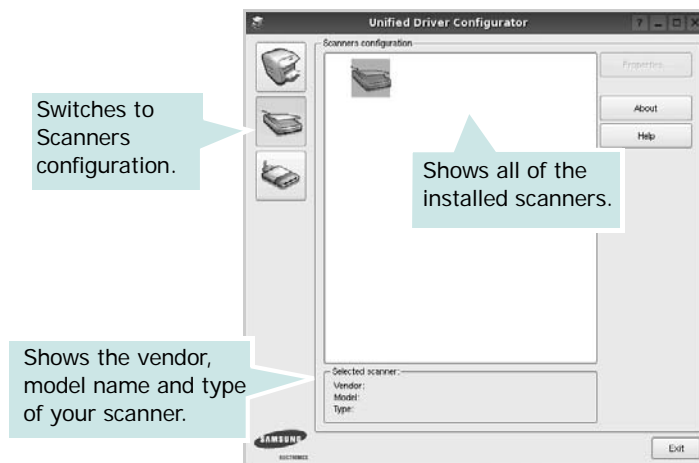 Unified Driver Configurator
Scanners configuration
Properties...
About
Help
Switches to
Scanners
configuration.
Shows all of the
installed scanners.
Shows the vendor,
model name and type
of your scanner.
Selected scanner:
Vendor:
Model:
Type:
SAMSUNG
ELECTRONICS
Exit